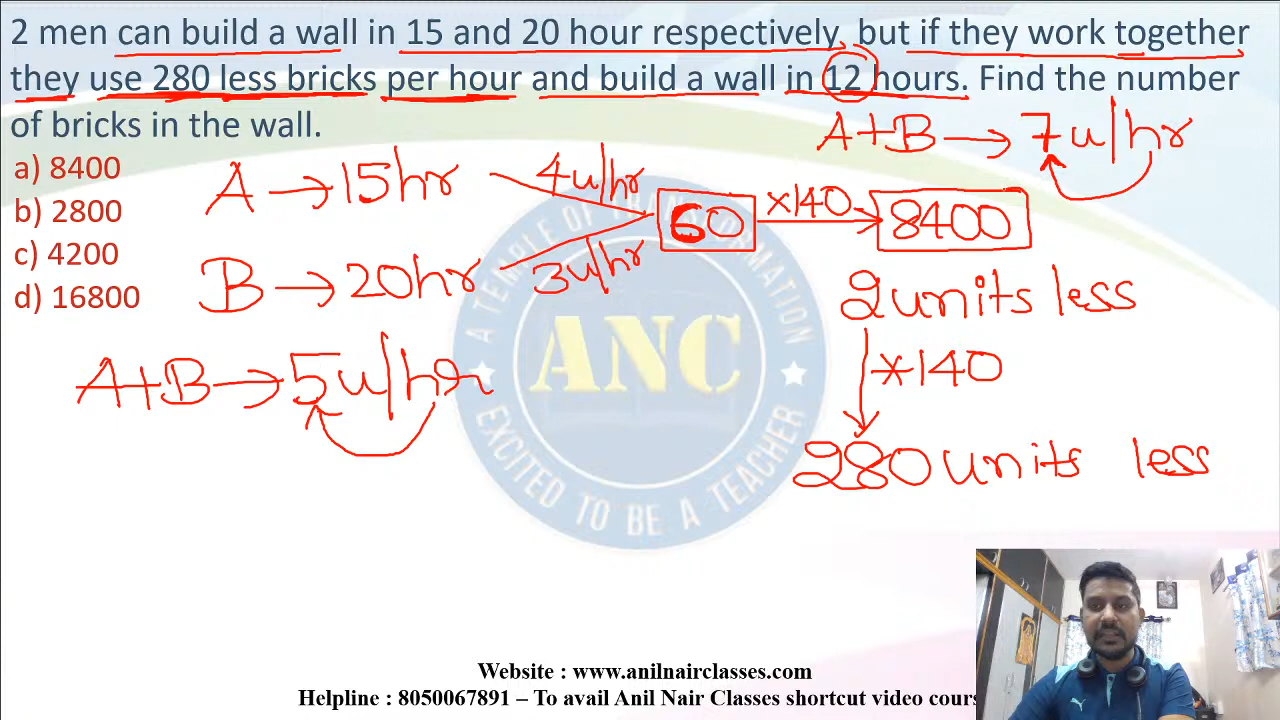 2 men can build a wall in 15 and 20 hour respectively, but if they work together
they use 280 less bricks per hour and build a wall in 12 hours. Find the number
of bricks in the wall.
a) 8400
b) 2800
c) 4200
d) 16800
A+B → 7u/hr
A → 15hr 4u/hr
60 ×140 8400
B → 20hr 3u/hr
2units less
×140
A+B → 5u/hr
280units less
A TEMPLE OF TRANSFORMATION
ANC
EXCITED TO BE A TEACHER
Website : www.anilnairclasses.com
Helpline : 8050067891 – To avail Anil Nair Classes shortcut video cours